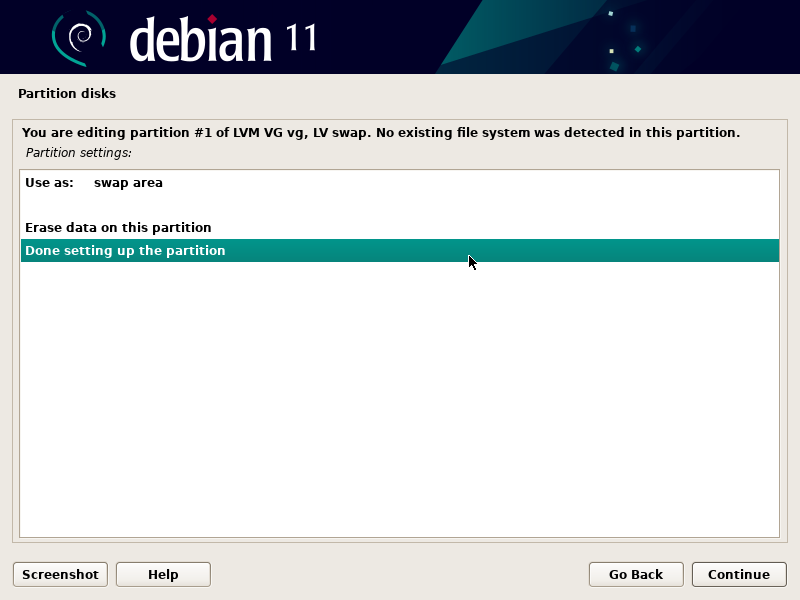 debian 11
Partition disks
You are editing partition #1 of LVM VG vg, LV swap. No existing file system was detected in this partition.
Partition settings:
Use as: swap area
Erase data on this partition
Done setting up the partition
Screenshot Help Go Back Continue